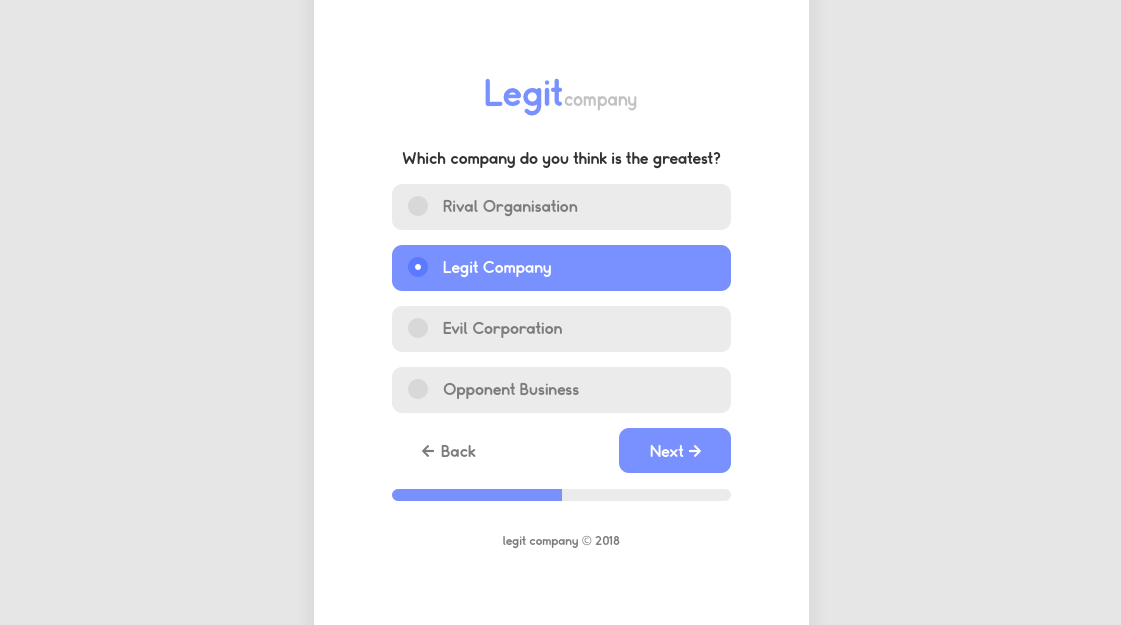 Legit company
Which company do you think is the greatest?
Rival Organisation
Legit Company
Evil Corporation
Opponent Business
← Back
Next →
legit company © 2018